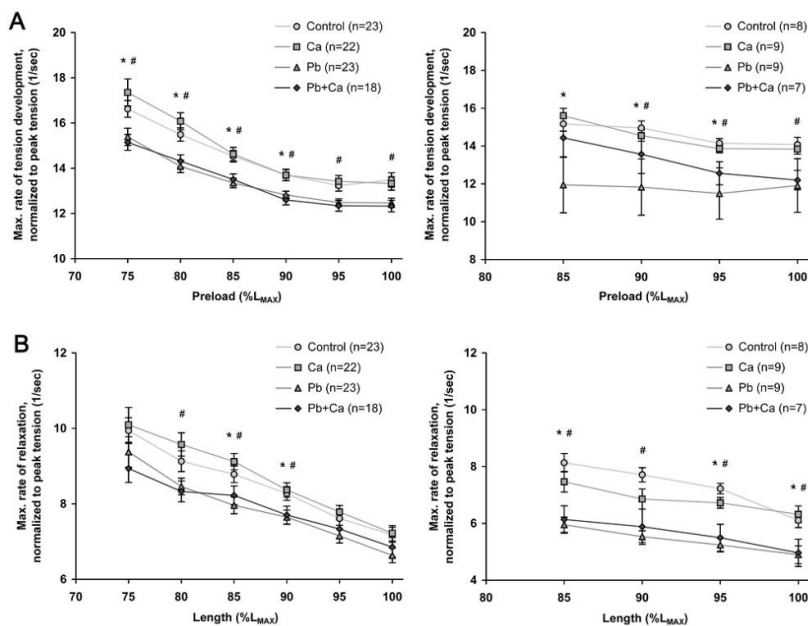 A
Max. rate of tension development,
normalized to peak tension (1/sec)
18
16
14
12
10
70
75
80
85
90
95
100
Preload (%LMAX)
Control (n=23)
Ca (n=22)
Pb (n=23)
Pb+Ca (n=18)
* #
* #
* #
* #
#
#
Max. rate of tension development,
normalized to peak tension (1/sec)
20
18
16
14
12
10
8
80
85
90
95
100
Preload (%LMAX)
Control (n=8)
Ca (n=9)
Pb (n=9)
Pb+Ca (n=7)
*
* #
* #
#
B
Max. rate of relaxation,
normalized to peak tension (1/sec)
12
10
8
6
70
75
80
85
90
95
100
Length (%LMAX)
Control (n=23)
Ca (n=22)
Pb (n=23)
Pb+Ca (n=18)
#
* #
* #
Max. rate of relaxation,
normalized to peak tension (1/sec)
12
10
8
6
4
80
85
90
95
100
Length (%LMAX)
Control (n=8)
Ca (n=9)
Pb (n=9)
Pb+Ca (n=7)
* #
#
* #
* #